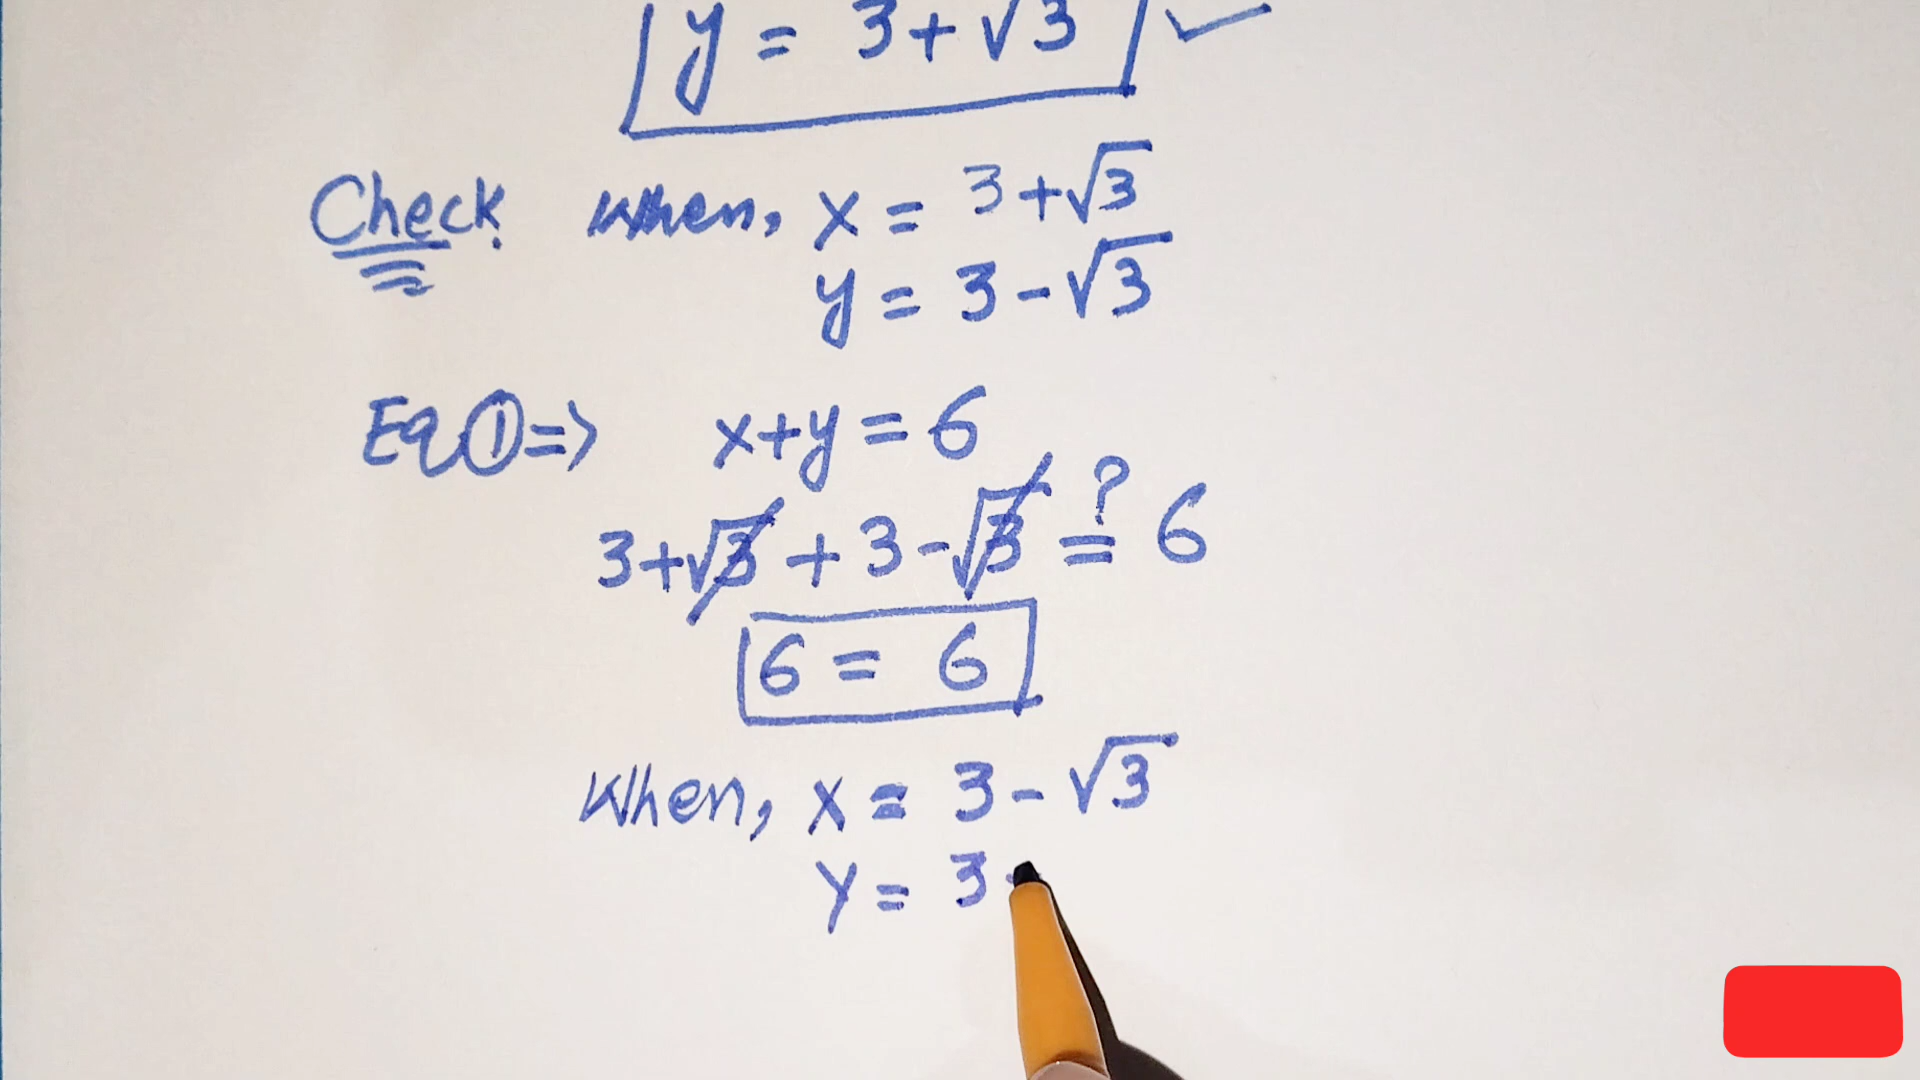 y = 3+√3
Check. When, x = 3+√3
y = 3-√3
Eq①=> x+y = 6
3+√3 + 3-√3 ?= 6
6 = 6
When, x = 3-√3
Y = 3